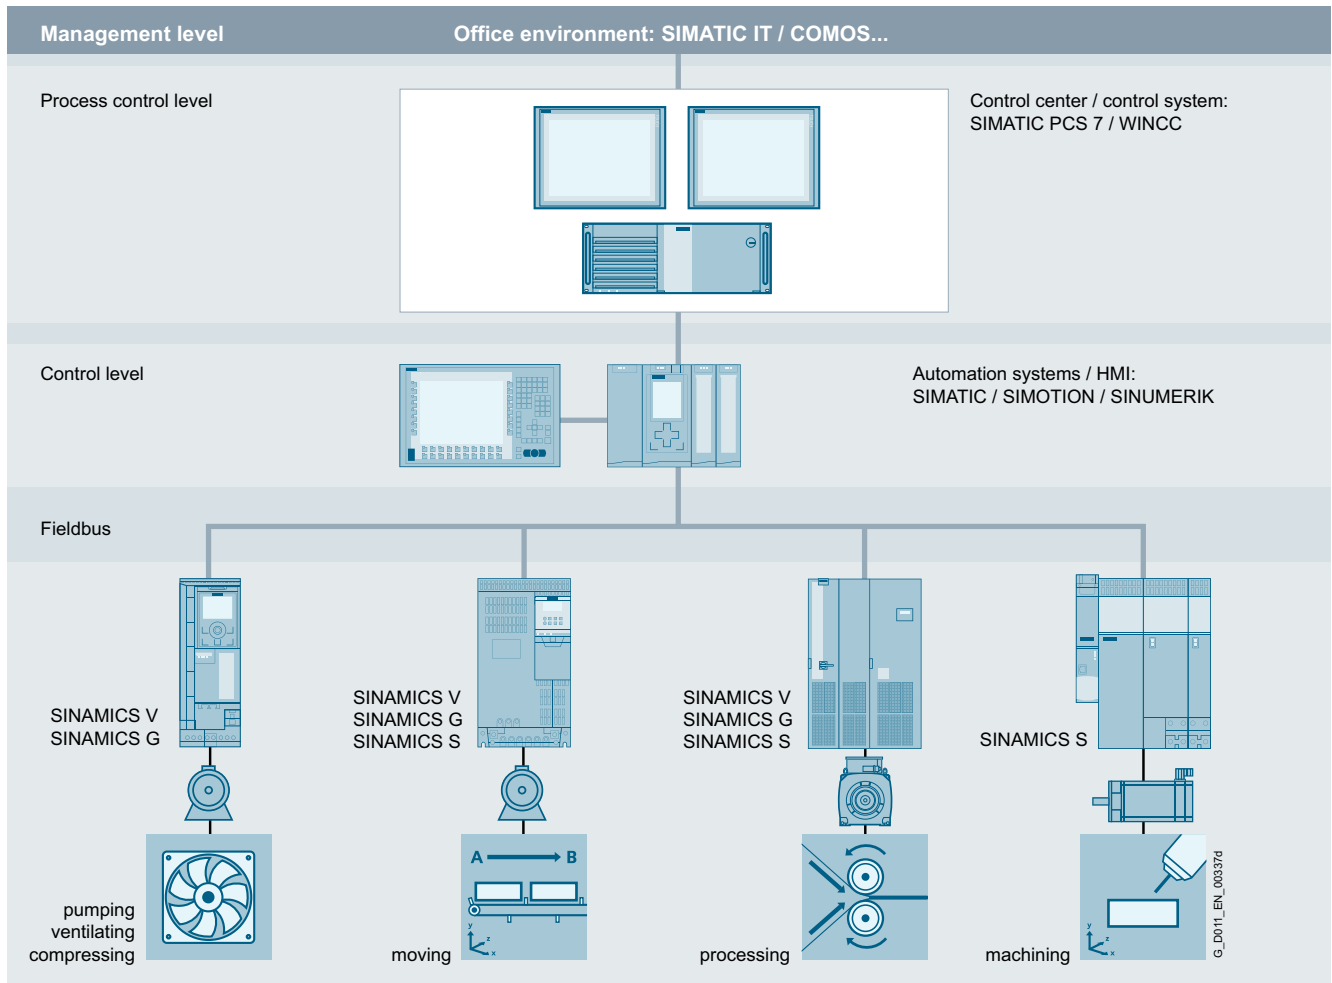 Management level
Office environment: SIMATIC IT / COMOS...
Process control level
Control center / control system:
SIMATIC PCS 7 / WINCC
Control level
Automation systems / HMI:
SIMATIC / SIMOTION / SINUMERIK
Fieldbus
SINAMICS V
SINAMICS G
SINAMICS V
SINAMICS G
SINAMICS S
SINAMICS V
SINAMICS G
SINAMICS S
SINAMICS S
pumping
ventilating
compressing
A B
y
z
x
moving
processing
y
z
x
machining
G_D011_EN_00337d